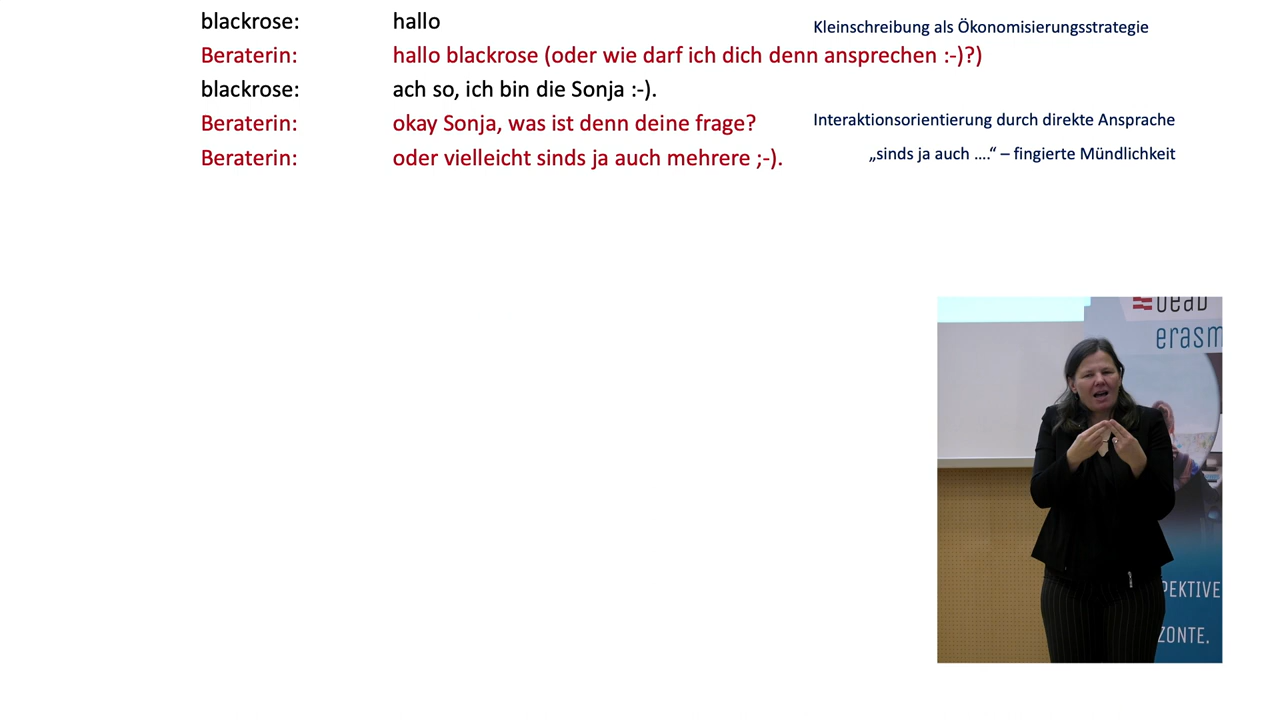 blackrose: hallo
Kleinschreibung als Ökonomisierungsstrategie
Beraterin: hallo blackrose (oder wie darf ich dich denn ansprechen :-)?)
blackrose: ach so, ich bin die Sonja :-).
Beraterin: okay Sonja, was ist denn deine frage?
Interaktionsorientierung durch direkte Ansprache
Beraterin: oder vielleicht sinds ja auch mehrere ;-).
„sinds ja auch ….“ – fingierte Mündlichkeit
oead
erasm
PEKTIVE
ZONTE.